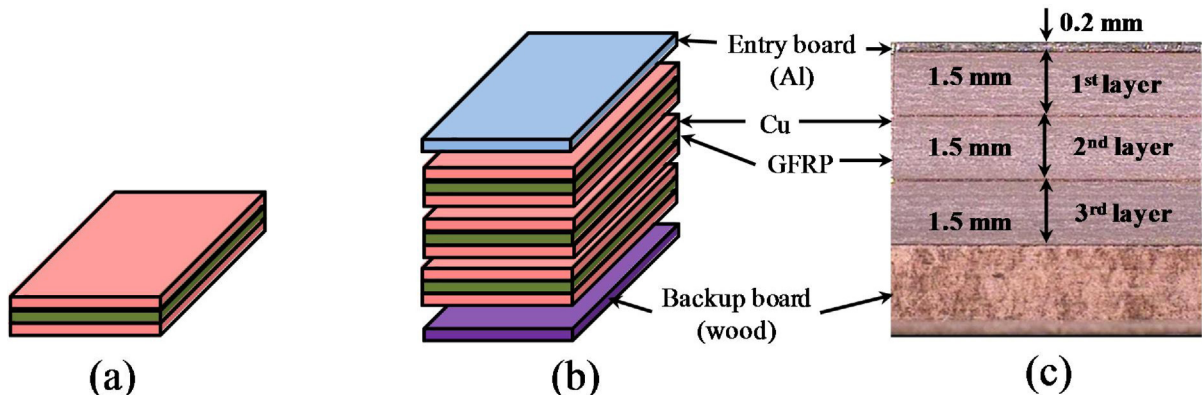 0.2 mm
Entry board
(Al)
1.5 mm
1st layer
Cu
1.5 mm
2nd layer
GFRP
1.5 mm
3rd layer
Backup board
(wood)
(a)
(b)
(c)